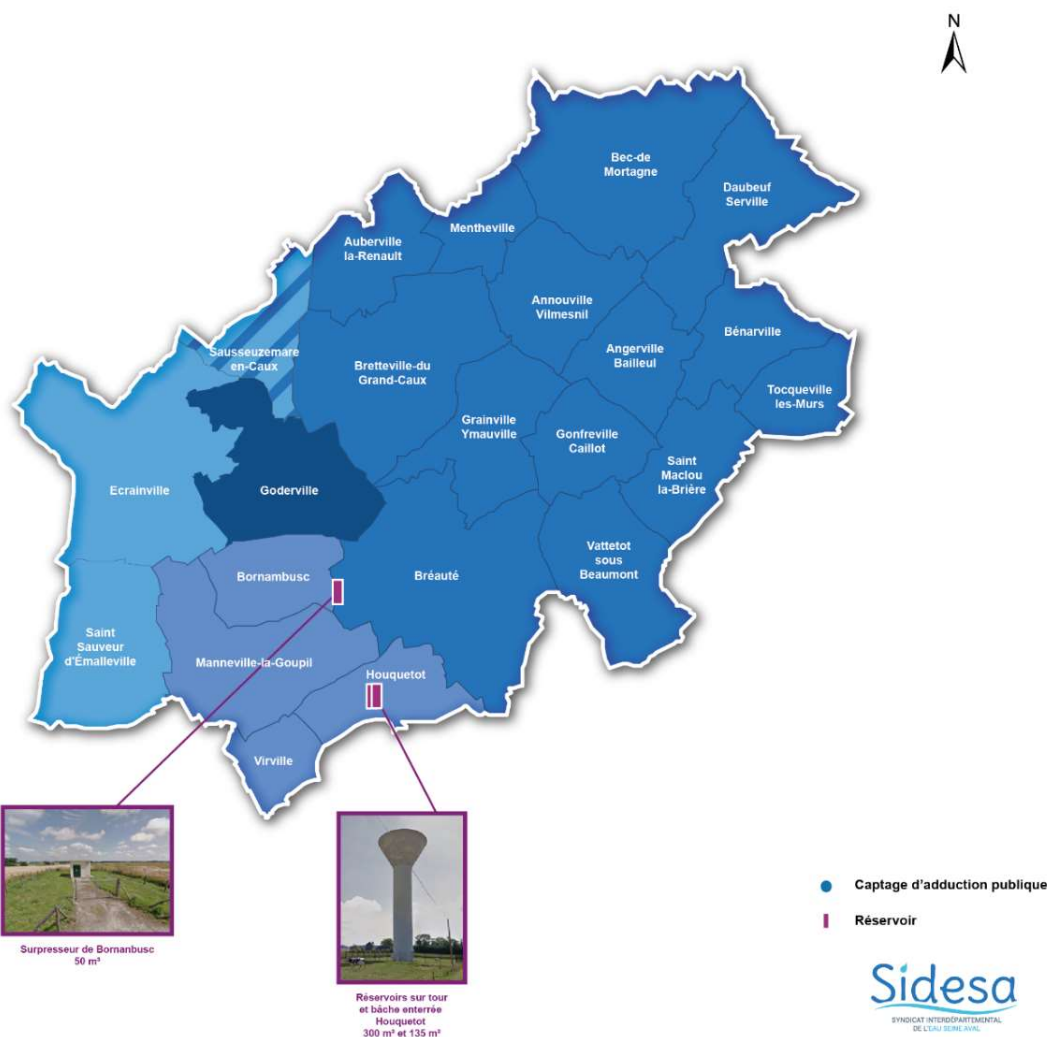 N
Bec-de
Mortagne
Daubeuf
Serville
Mentheville
Auberville
la-Renault
Annouville
Vilmesnil
Bénarville
Sausseuzemare
en-Caux
Bretteville-du
Grand-Caux
Angerville
Bailleul
Tocqueville
les-Murs
Grainville
Ymauville
Gonfreville
Caillot
Saint
Maclou
la-Brière
Ecrainville
Goderville
Vattetot
sous
Beaumont
Bornambusc
Bréauté
Saint
Sauveur
d'Émalleville
Manneville-la-Goupil
Houquetot
Virville
Surpresseur de Bornanbusc
50 m³
Réservoirs sur tour
et bâche enterrée
Houquetot
300 m³ et 135 m³
Captage d'adduction publique
Réservoir
Sidesa
SYNDICAT INTERDÉPARTEMENTAL
DE L'EAU SEINE AVAL